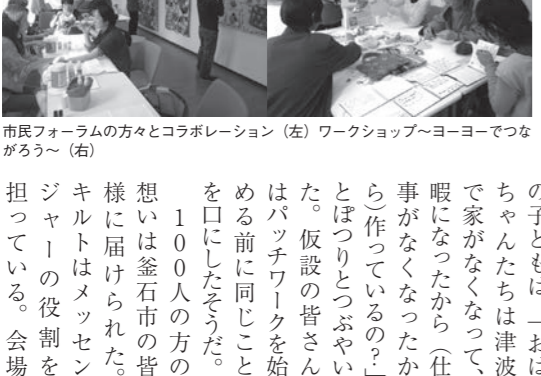 市民フォーラムの方々とコラボレーション（左）ワークショップ〜ヨーヨーでつな
がろう〜（右）
の子どもは「おば
ちゃんたちは津波
で家がなくなって、
暇になったから（仕
事がなくなったか
ら）作っているの？」
とぽつりとつぶやい
た。仮設の皆さん
はパッチワークを始
める前に同じこと
を口にしたそうだ。
１００人の方の
想いは釜石市の皆
様に届けられた。
キルトはメッセン
ジャーの役割を
担っている。会場